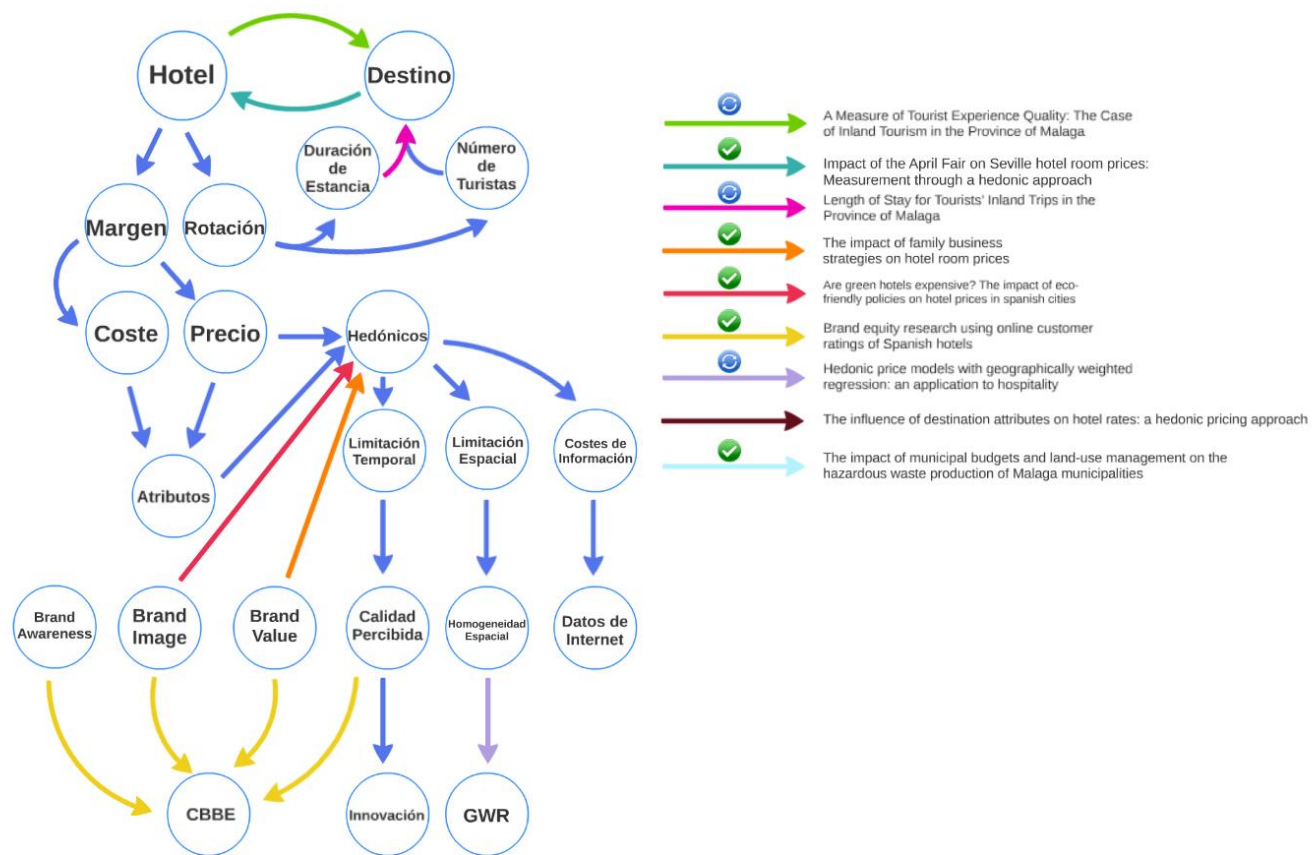 Hotel
Destino
Duración
de
Estancia
Número
de
Turistas
Margen
Rotación
Coste
Precio
Hedónicos
Limitación
Temporal
Limitación
Espacial
Costes de
Información
Atributos
Brand
Awareness
Brand
Image
Brand
Value
Calidad
Percibida
Homogeneidad
Espacial
Datos de
Internet
CBBE
Innovación
GWR
A Measure of Tourist Experience Quality: The Case
of Inland Tourism in the Province of Malaga
Impact of the April Fair on Seville hotel room prices:
Measurement through a hedonic approach
Length of Stay for Tourists' Inland Trips in the
Province of Malaga
The impact of family business
strategies on hotel room prices
Are green hotels expensive? The impact of eco-
friendly policies on hotel prices in spanish cities
Brand equity research using online customer
ratings of Spanish hotels
Hedonic price models with geographically weighted
regression: an application to hospitality
The influence of destination attributes on hotel rates: a hedonic pricing approach
The impact of municipal budgets and land-use management on the
hazardous waste production of Malaga municipalities